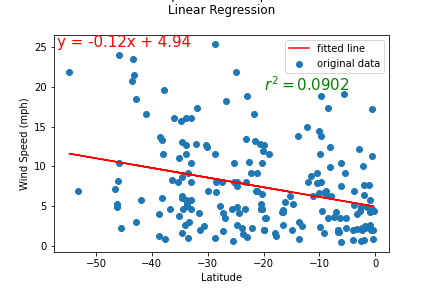 Linear Regression
y = -0.12x + 4.94
fitted line
original data
r² = 0.0902
Wind Speed (mph)
25
20
15
10
5
0
−50
−40
−30
−20
−10
0
Latitude